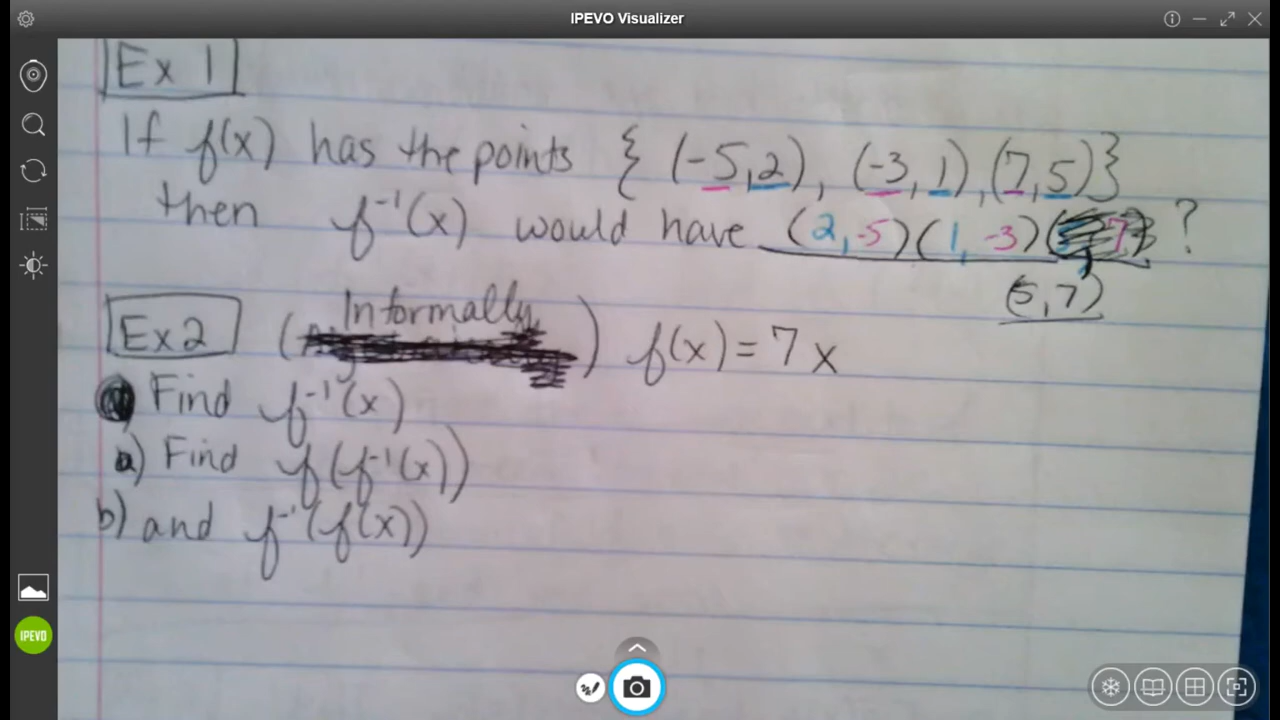 IPEVO Visualizer
Ex 1
If f(x) has the points { (-5,2), (-3,1),(7,5)}
then f⁻¹(x) would have (2,-5)(1,-3)( 7) ?
(5,7)
Ex 2 (Informally) f(x) = 7x
Find f⁻¹(x)
a) Find f(f⁻¹(x))
b) and f⁻¹(f(x))
IPEVO